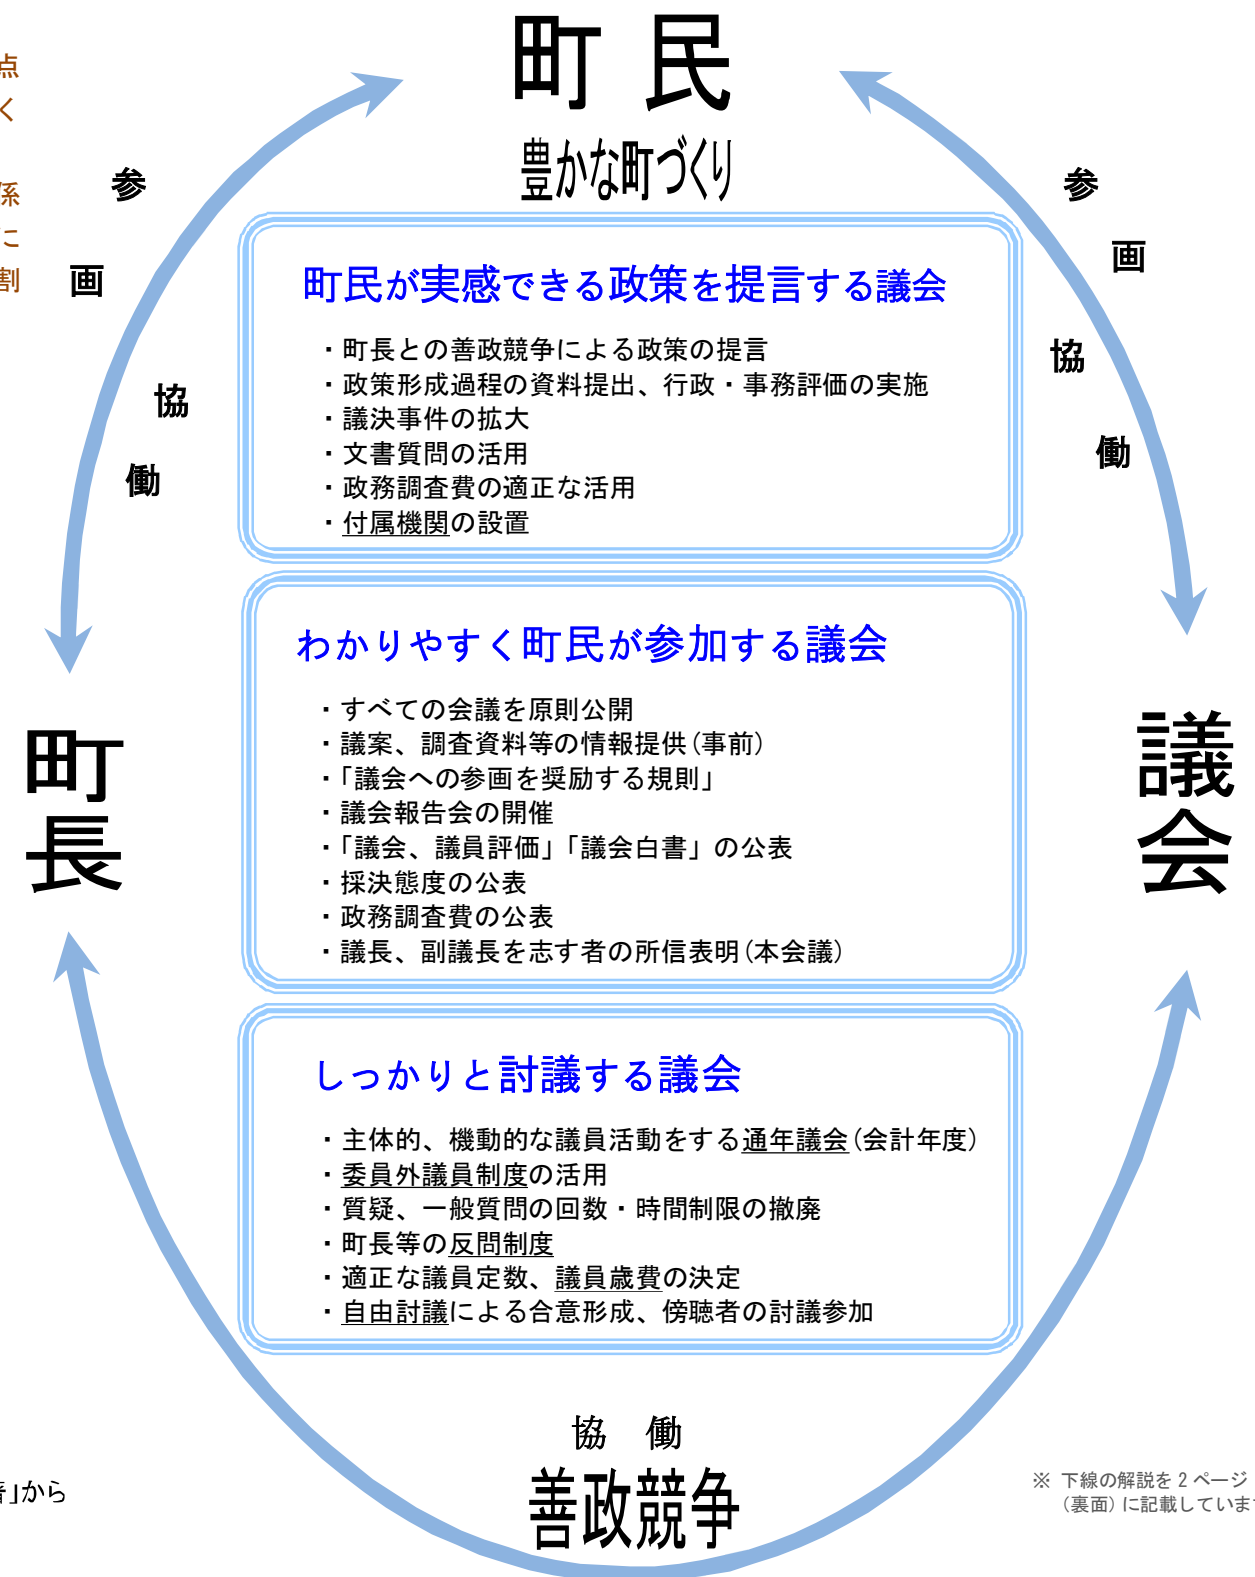 町 民
豊かな町づくり
点
く
係
に
割
参
画
協
働
参
画
協
働
町民が実感できる政策を提言する議会
・町長との善政競争による政策の提言
・政策形成過程の資料提出、行政・事務評価の実施
・議決事件の拡大
・文書質問の活用
・政務調査費の適正な活用
・付属機関の設置
わかりやすく町民が参加する議会
・すべての会議を原則公開
・議案、調査資料等の情報提供(事前)
・「議会への参画を奨励する規則」
・議会報告会の開催
・「議会、議員評価」「議会白書」の公表
・採決態度の公表
・政務調査費の公表
・議長、副議長を志す者の所信表明(本会議)
町
長
議
会
しっかりと討議する議会
・主体的、機動的な議員活動をする通年議会(会計年度)
・委員外議員制度の活用
・質疑、一般質問の回数・時間制限の撤廃
・町長等の反問制度
・適正な議員定数、議員歳費の決定
・自由討議による合意形成、傍聴者の討議参加
協 働
善政競争
」から
※ 下線の解説を2ページ
(裏面)に記載していま